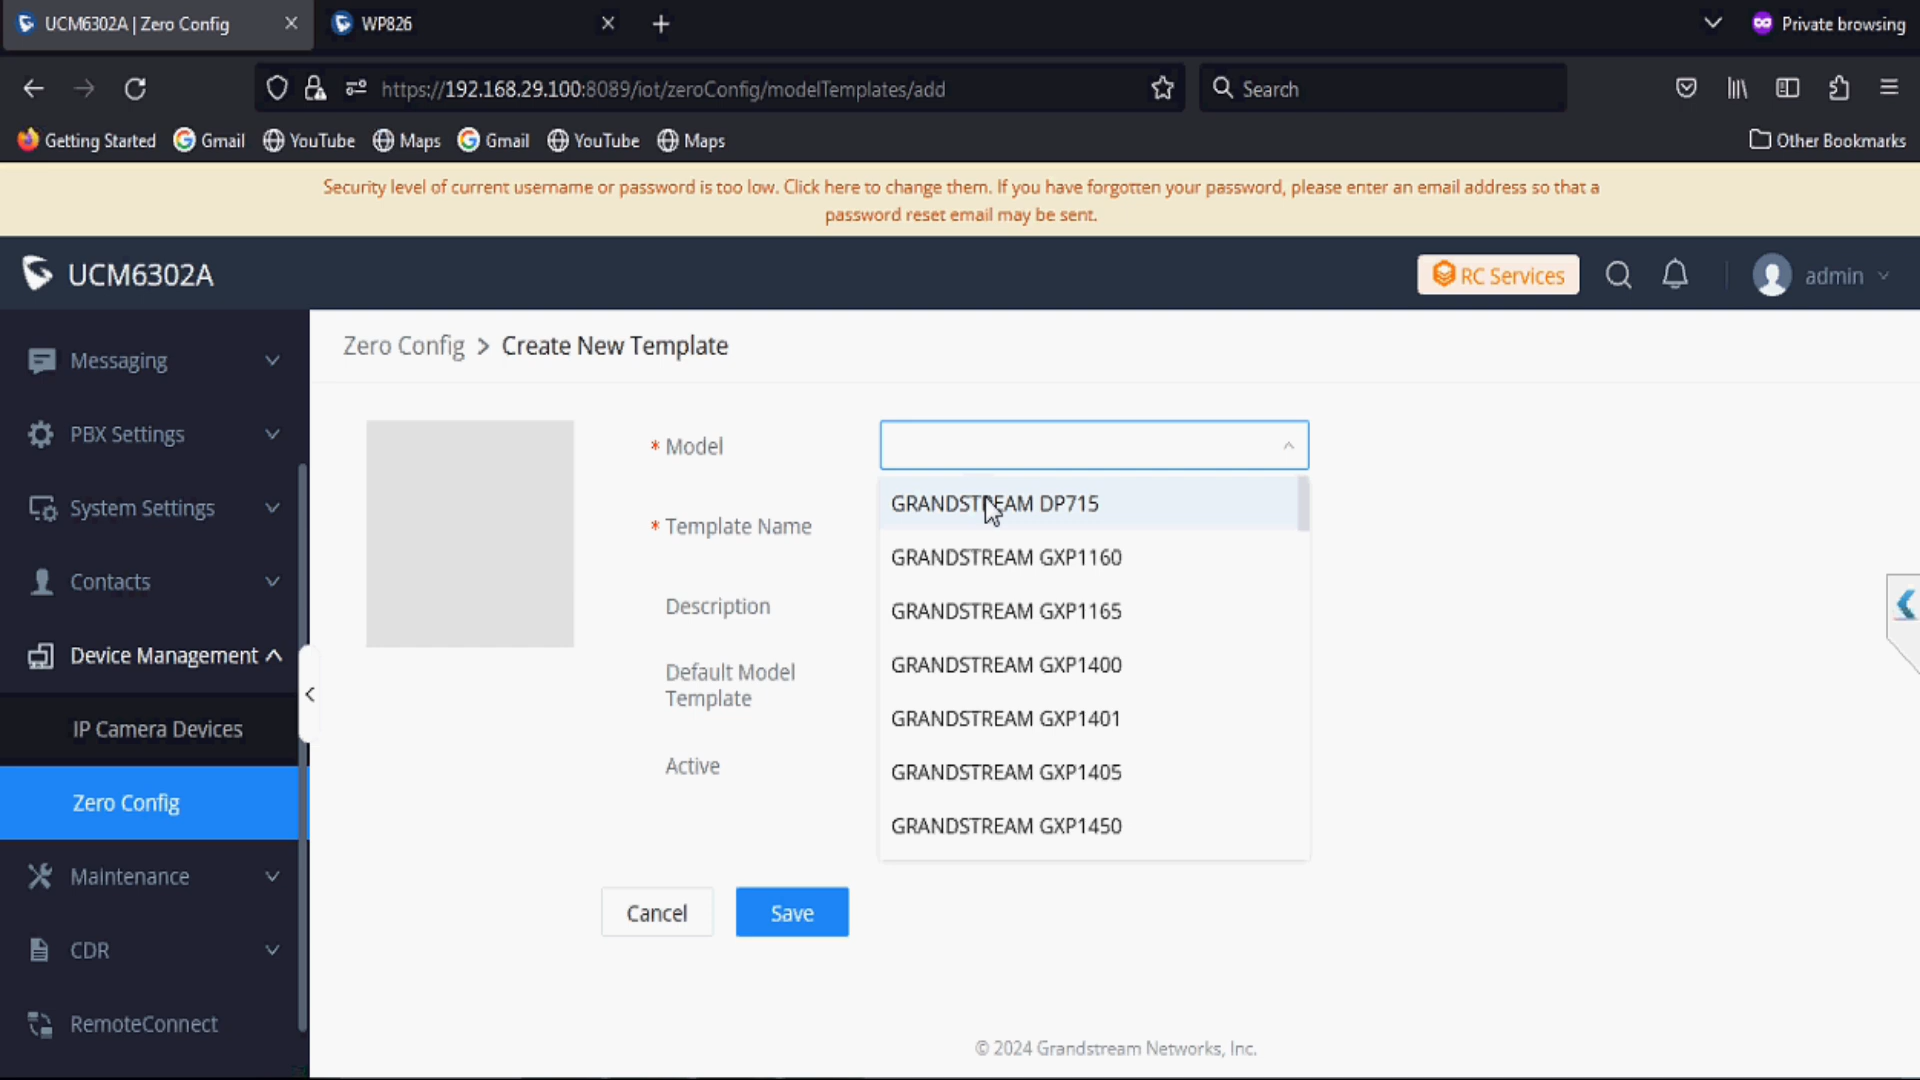 UCM6302A | Zero Config
WP826
Private browsing
https://192.168.29.100:8089/iot/zeroConfig/modelTemplates/add
Search
Getting Started
Gmail
YouTube
Maps
Gmail
YouTube
Maps
Other Bookmarks
Security level of current username or password is too low. Click here to change them. If you have forgotten your password, please enter an email address so that a
password reset email may be sent.
UCM6302A
RC Services
admin
Messaging
PBX Settings
System Settings
Contacts
Device Management
IP Camera Devices
Zero Config
Maintenance
CDR
RemoteConnect
Zero Config > Create New Template
* Model
* Template Name
Description
Default Model
Template
Active
GRANDSTREAM DP715
GRANDSTREAM GXP1160
GRANDSTREAM GXP1165
GRANDSTREAM GXP1400
GRANDSTREAM GXP1401
GRANDSTREAM GXP1405
GRANDSTREAM GXP1450
Cancel
Save
© 2024 Grandstream Networks, Inc.